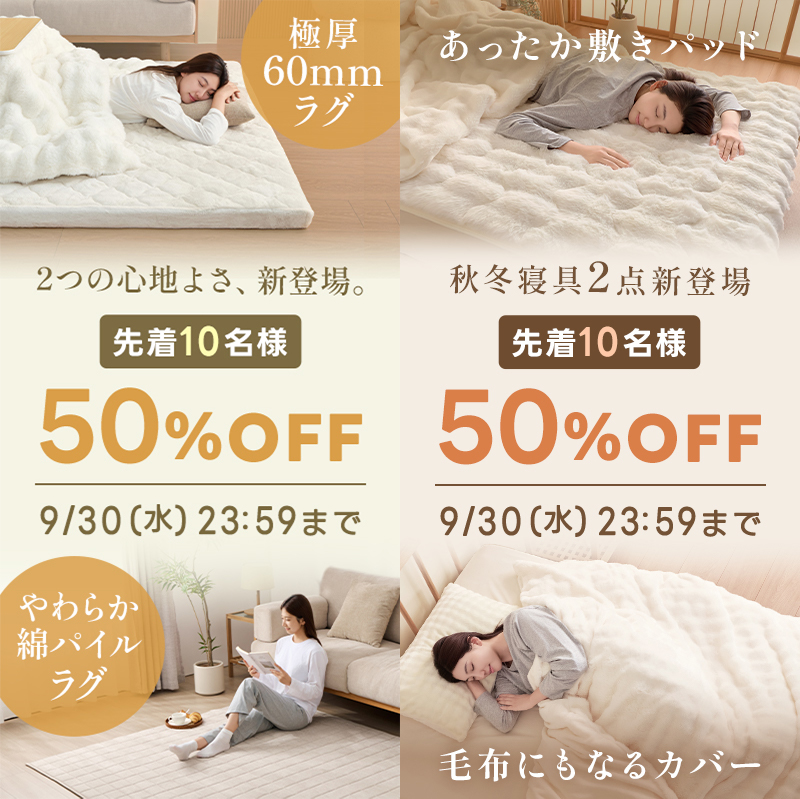 極厚
60mm
ラグ
2つの心地よさ、新登場。
先着10名様
50%OFF
9/30(水) 23:59まで
やわらか
綿パイル
ラグ
あったか敷きパッド
秋冬寝具2点新登場
先着10名様
50%OFF
9/30(水) 23:59まで
毛布にもなるカバー